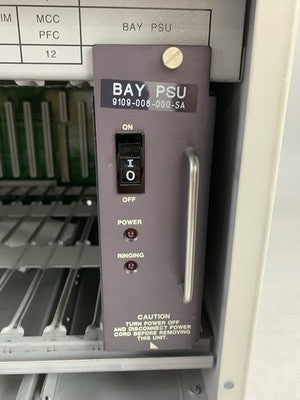 IM
MCC
PFC
BAY PSU
12
BAY PSU
9109-008-000-SA
ON
I
O
OFF
POWER
RINGING
CAUTION
TURN POWER OFF
AND DISCONNECT POWER
CORD BEFORE REMOVING
THIS UNIT.